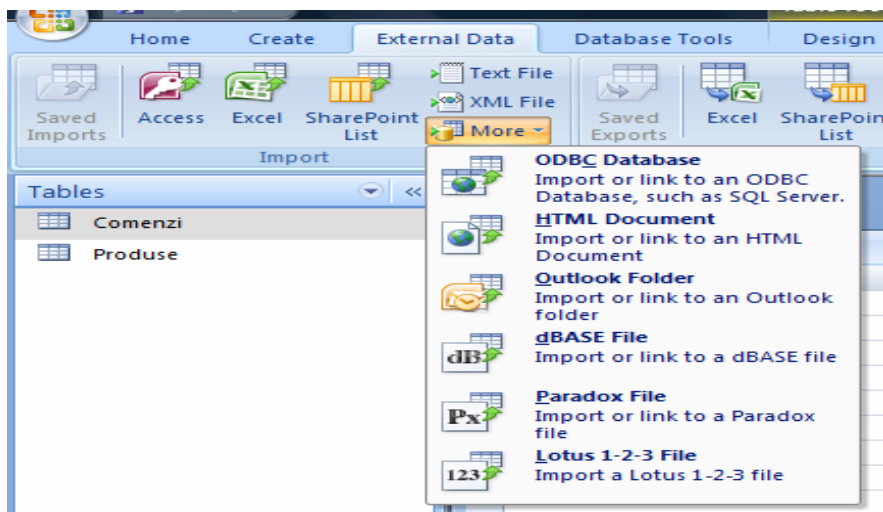 Home Create External Data Database Tools Design
Saved Imports
Access
Excel
SharePoint List
Text File
XML File
More
Saved Exports
Excel
SharePoin
List
Import
Tables
Comenzi
Produse
ODBC Database
Import or link to an ODBC
Database, such as SQL Server.
HTML Document
Import or link to an HTML
Document
Outlook Folder
Import or link to an Outlook
folder
dBASE File
Import or link to a dBASE file
Paradox File
Import or link to a Paradox
file
Lotus 1-2-3 File
Import a Lotus 1-2-3 file
dB
Px
123